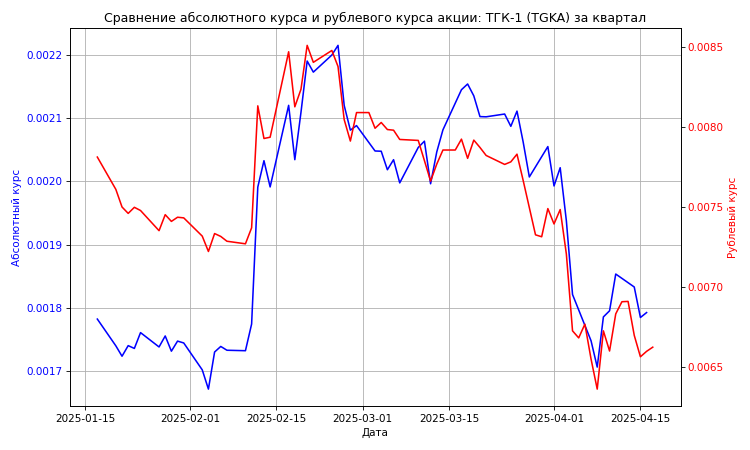 Сравнение абсолютного курса и рублевого курса акции: ТГК-1 (TGKA) за квартал
0.0022
0.0021
0.0020
0.0019
0.0018
0.0017
Абсолютный курс
0.0085
0.0080
0.0075
0.0070
0.0065
Рублевый курс
2025-01-15 2025-02-01 2025-02-15 2025-03-01 2025-03-15 2025-04-01 2025-04-15
Дата